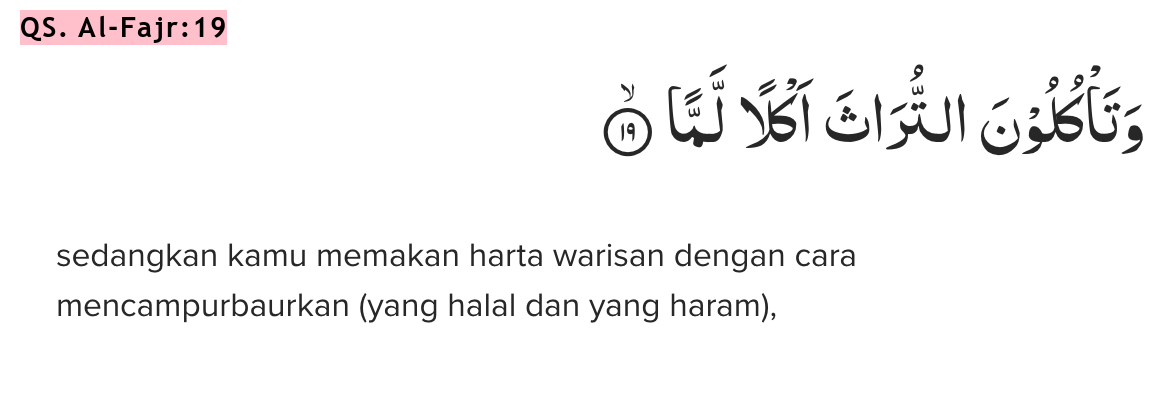 QS. Al-Fajr:19
وَتَأْكُلُوْنَ التُّرَاثَ اَكْلًا لَّمًّاۙ ١٩
sedangkan kamu memakan harta warisan dengan cara
mencampurbaurkan (yang halal dan yang haram),